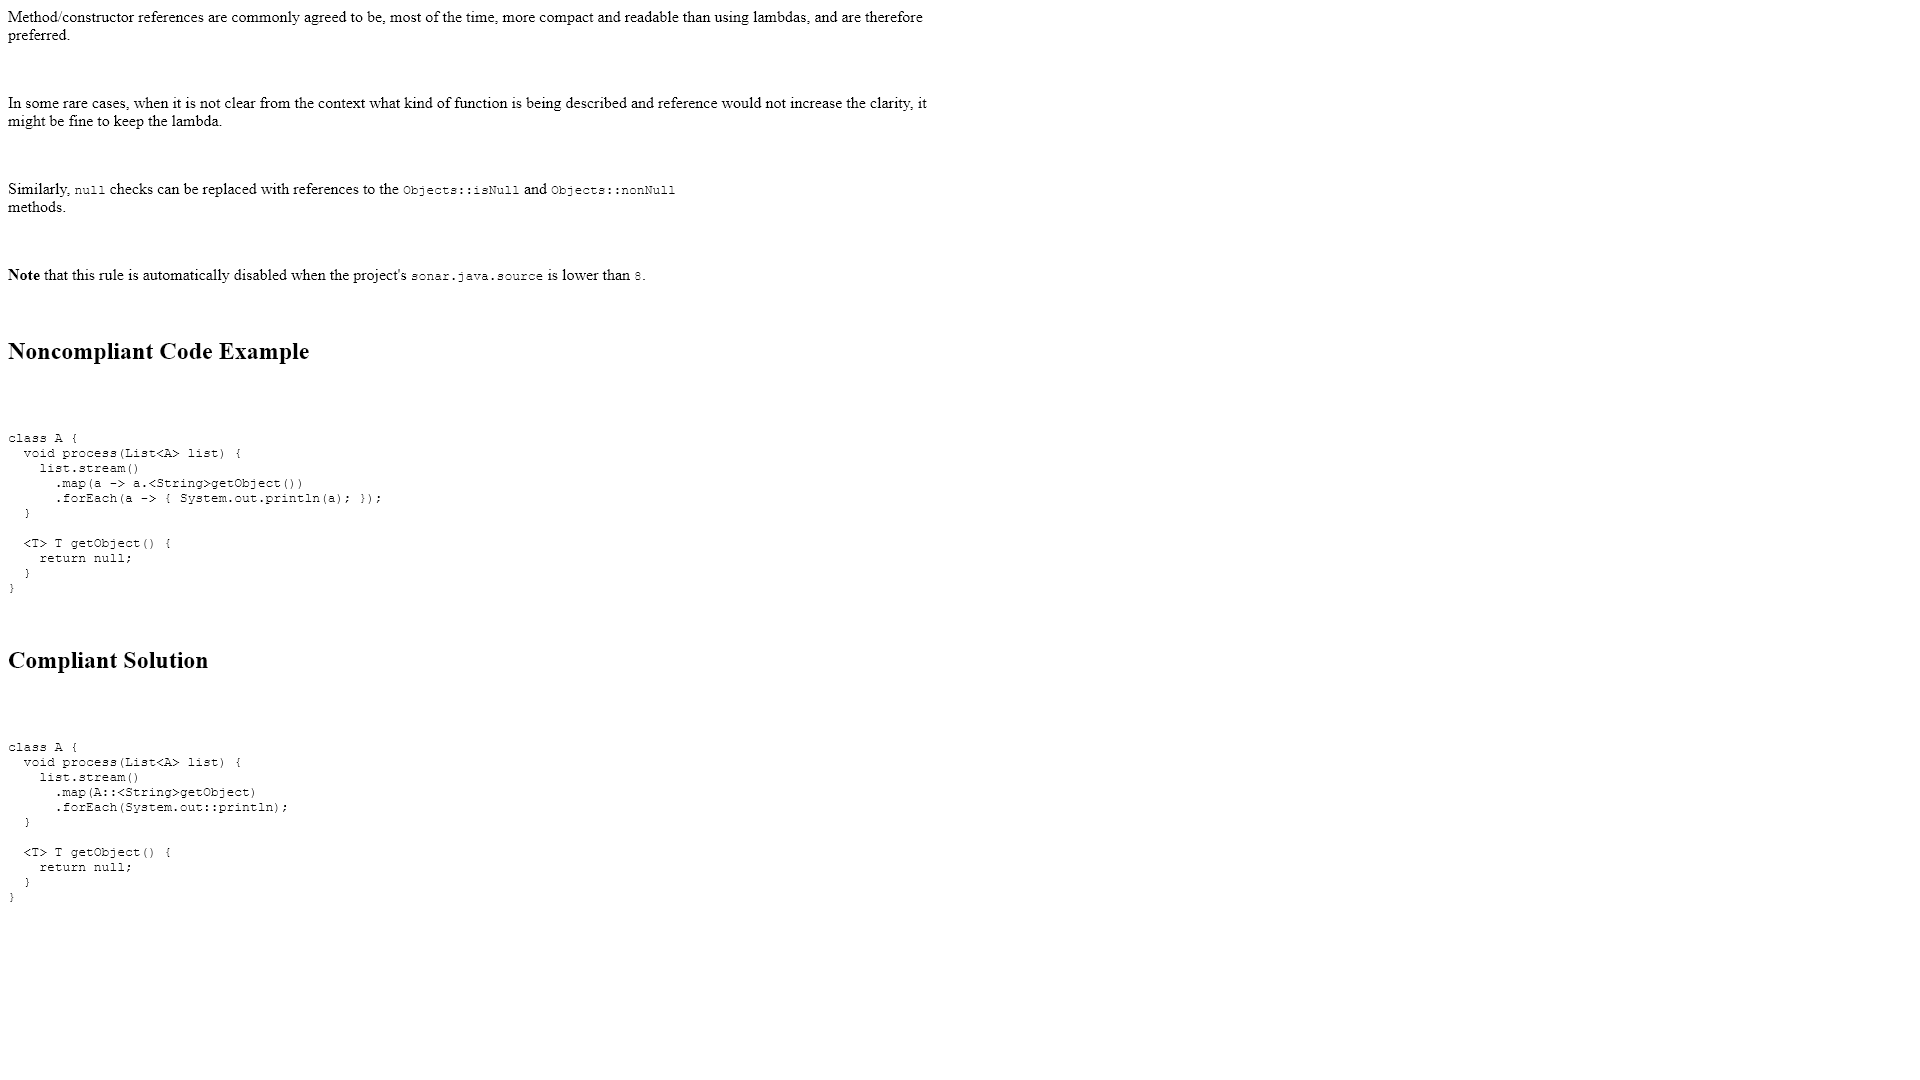 Method/constructor references are commonly agreed to be, most of the time, more compact and readable than using lambdas, and are therefore
preferred.
In some rare cases, when it is not clear from the context what kind of function is being described and reference would not increase the clarity, it
might be fine to keep the lambda.
Similarly, null checks can be replaced with references to the Objects::isNull and Objects::nonNull
methods.
Note that this rule is automatically disabled when the project's sonar.java.source is lower than 8.
Noncompliant Code Example
class A {
  void process(List<A> list) {
    list.stream()
      .map(a -> a.<String>getObject())
      .forEach(a -> { System.out.println(a); });
  }
  <T> T getObject() {
    return null;
  }
}
Compliant Solution
class A {
  void process(List<A> list) {
    list.stream()
      .map(A::<String>getObject)
      .forEach(System.out::println);
  }
  <T> T getObject() {
    return null;
  }
}